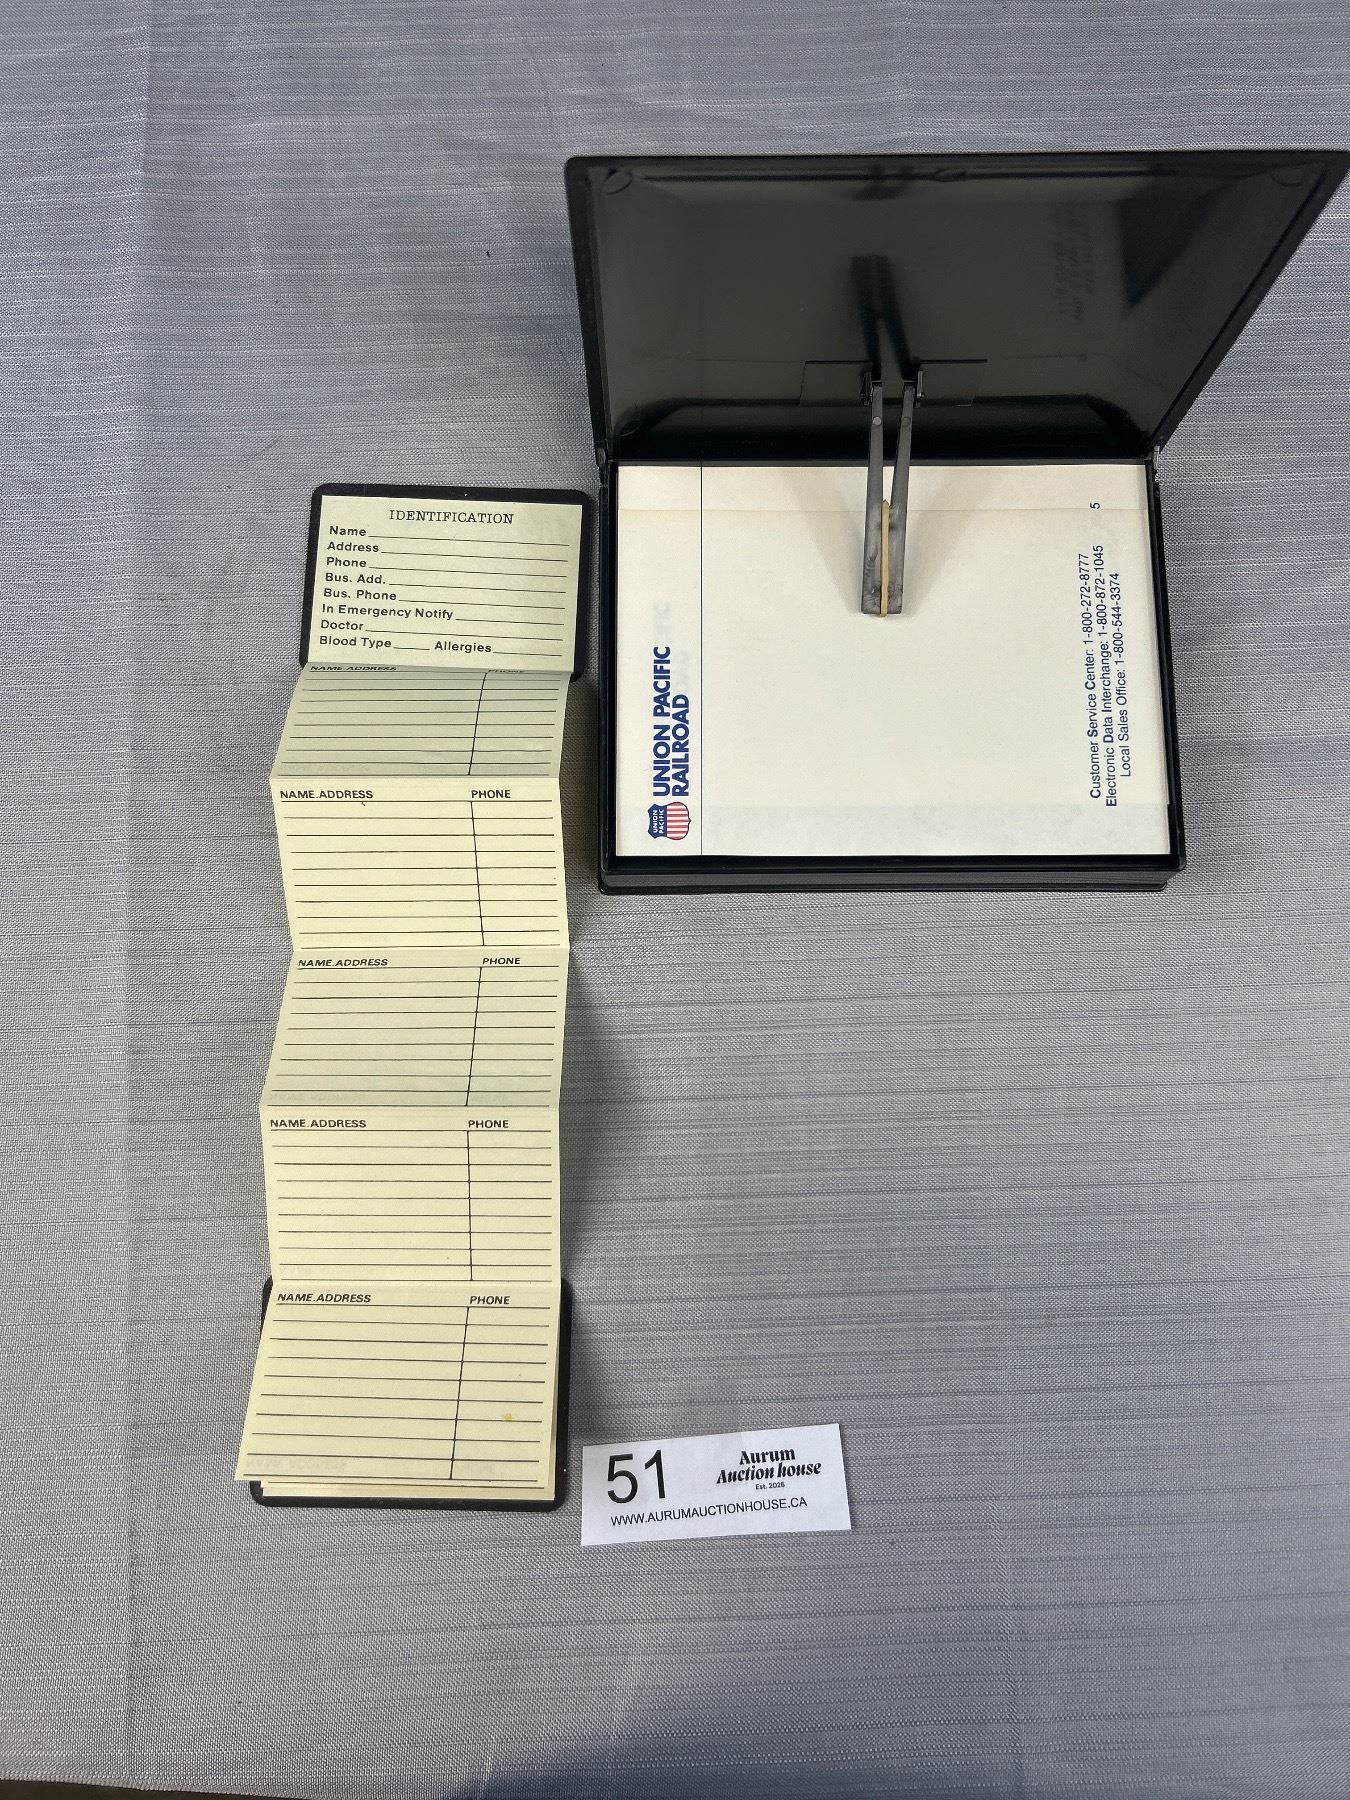 IDENTIFICATION
Name
Address
Phone
Bus. Add.
Bus. Phone
In Emergency Notify
Doctor
Blood Type Allergies
NAME.ADDRESS PHONE
NAME.ADDRESS PHONE
NAME.ADDRESS PHONE
NAME.ADDRESS PHONE
NAME.ADDRESS PHONE
UNION PACIFIC
UNION PACIFIC
RAILROAD
5
Customer Service Center: 1-800-272-8777
Electronic Data Interchange: 1-800-872-1045
Local Sales Office: 1-800-544-3374
51
Aurum
Auction house
Est. 2025
WWW.AURUMAUCTIONHOUSE.CA